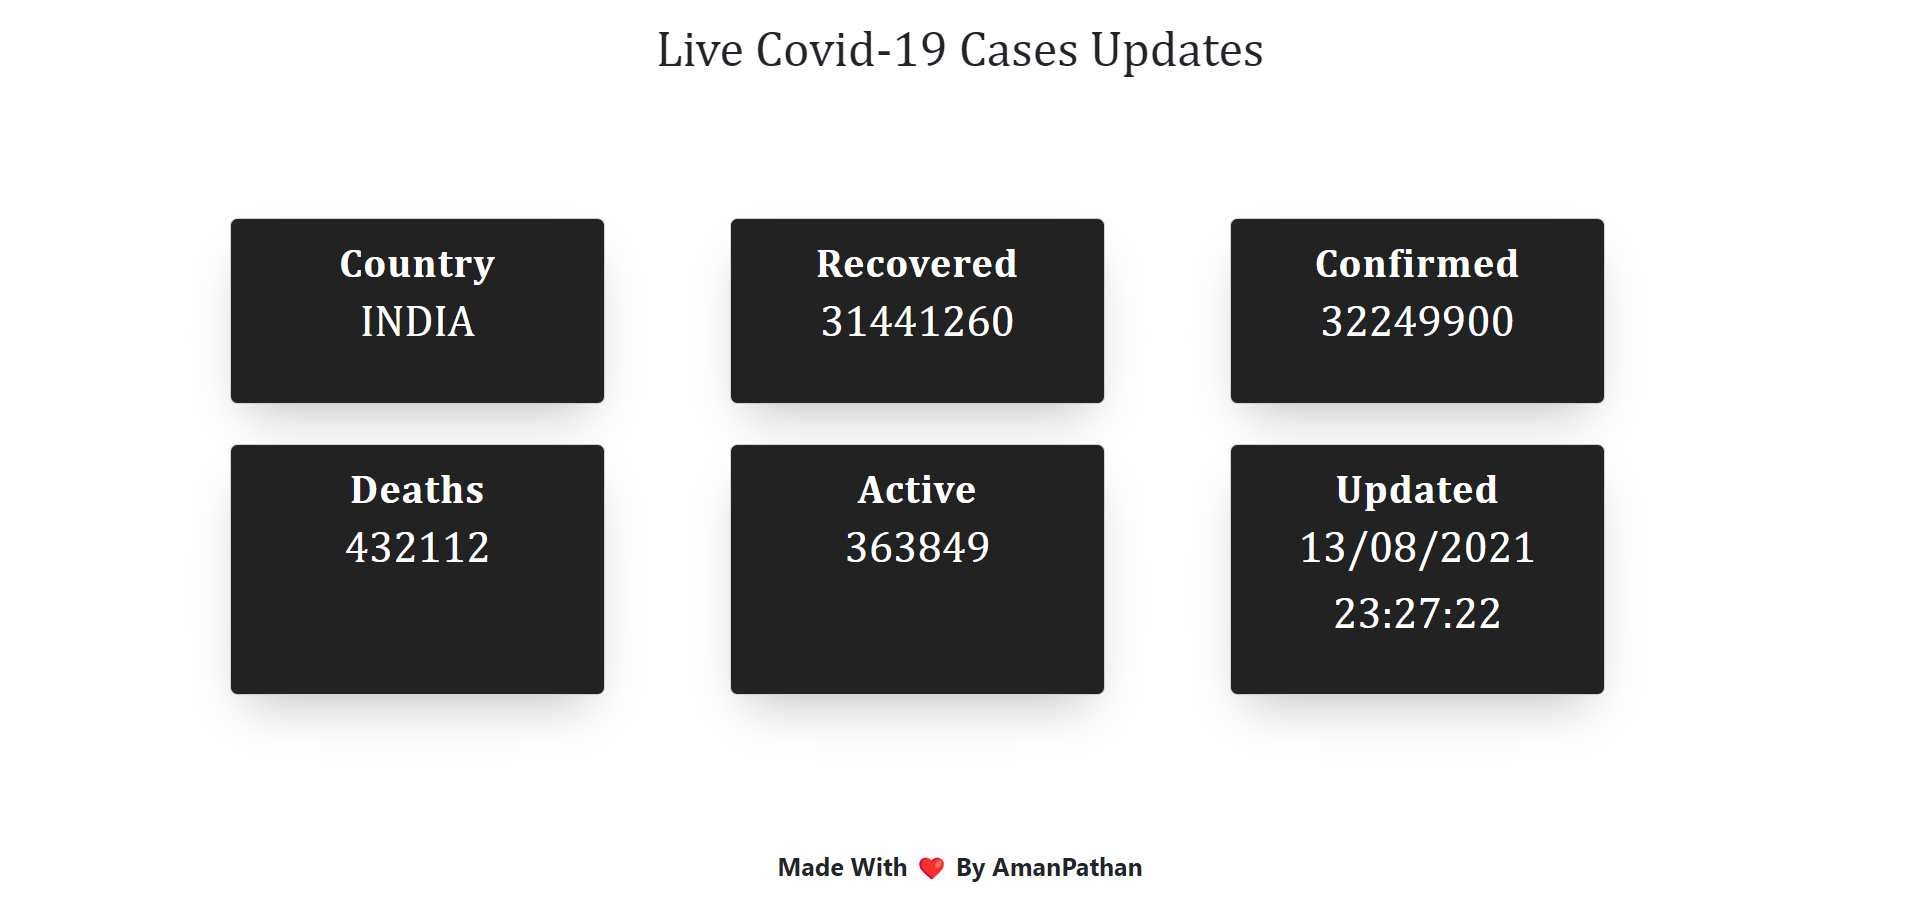 Live Covid-19 Cases Updates
Country
INDIA
Recovered
31441260
Confirmed
32249900
Deaths
432112
Active
363849
Updated
13/08/2021
23:27:22
Made With ❤️ By AmanPathan